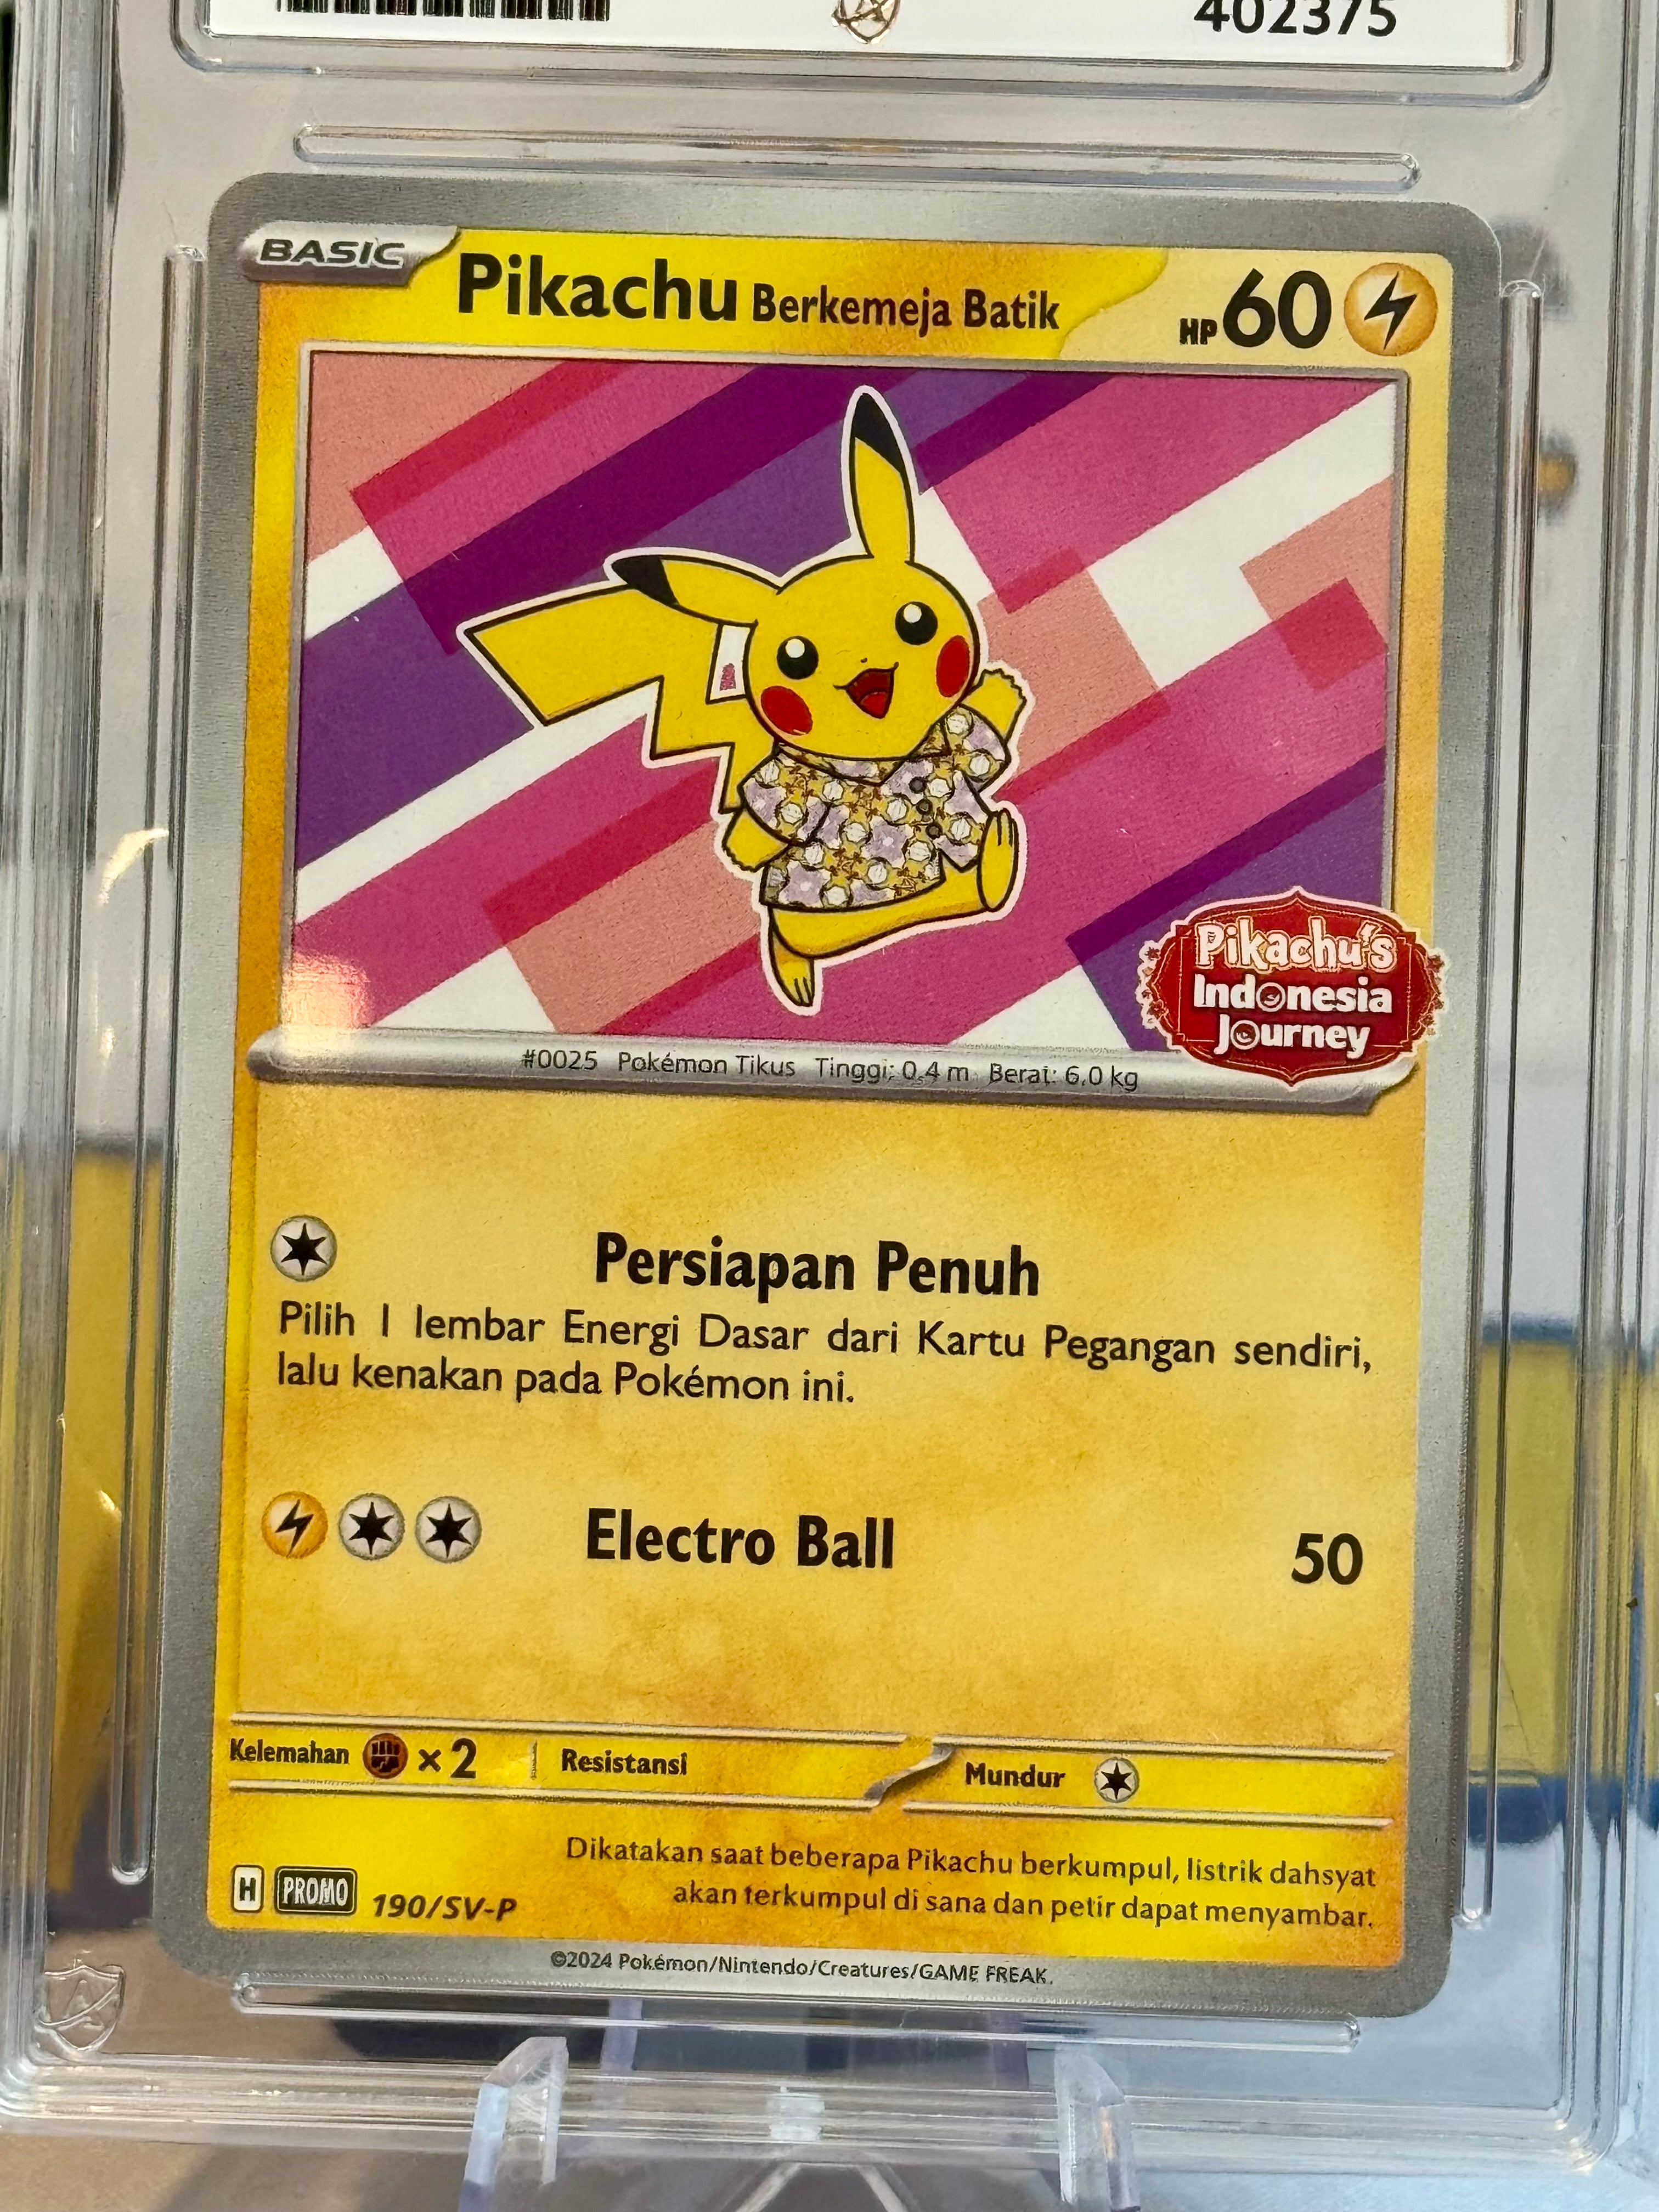 402375
BASIC
Pikachu Berkemeja Batik
HP 60
Pikachu's
Indonesia
Journey
#0025 Pokémon Tikus Tinggi: 0,4 m Berat: 6,0 kg
Persiapan Penuh
Pilih 1 lembar Energi Dasar dari Kartu Pegangan sendiri,
lalu kenakan pada Pokémon ini.
Electro Ball 50
Kelemahan ×2 Resistansi Mundur
Dikatakan saat beberapa Pikachu berkumpul, listrik dahsyat
akan terkumpul di sana dan petir dapat menyambar.
H PROMO 190/SV-P
©2024 Pokémon/Nintendo/Creatures/GAME FREAK.